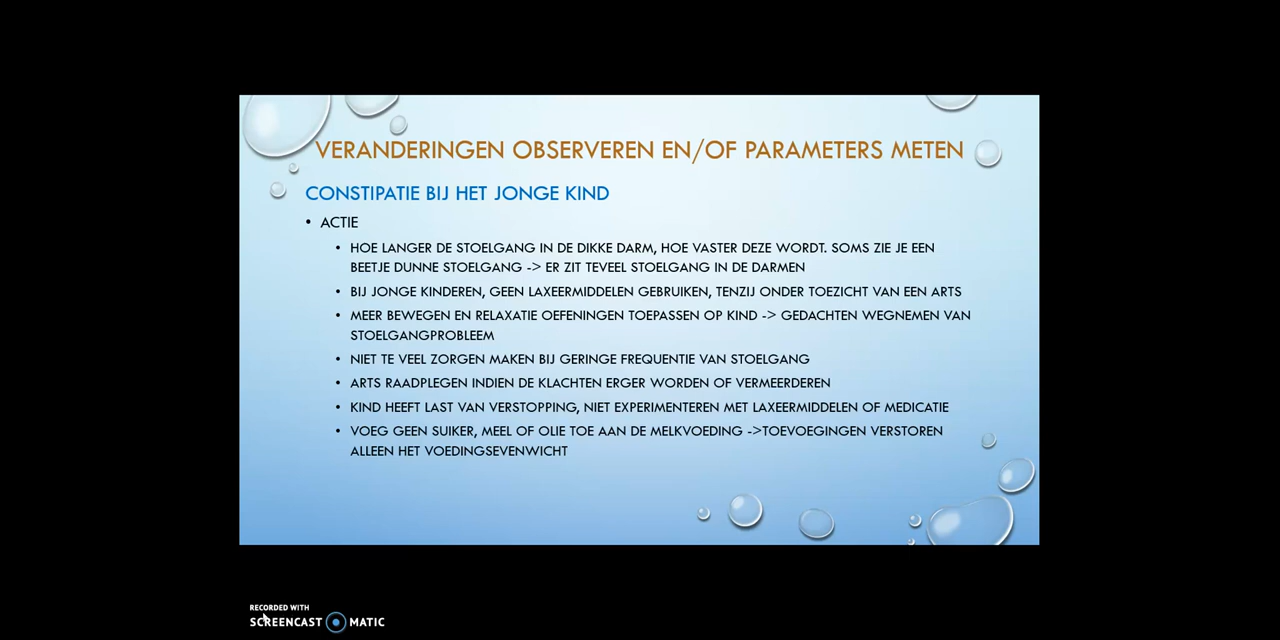 VERANDERINGEN OBSERVEREN EN/OF PARAMETERS METEN
CONSTIPATIE BIJ HET JONGE KIND
• ACTIE
• HOE LANGER DE STOELGANG IN DE DIKKE DARM, HOE VASTER DEZE WORDT. SOMS ZIE JE EEN
BEETJE DUNNE STOELGANG -> ER ZIT TEVEEL STOELGANG IN DE DARMEN
• BIJ JONGE KINDEREN, GEEN LAXEERMIDDELEN GEBRUIKEN, TENZIJ ONDER TOEZICHT VAN EEN ARTS
• MEER BEWEGEN EN RELAXATIE OEFENINGEN TOEPASSEN OP KIND -> GEDACHTEN WEGNEMEN VAN
STOELGANGPROBLEEM
• NIET TE VEEL ZORGEN MAKEN BIJ GERINGE FREQUENTIE VAN STOELGANG
• ARTS RAADPLEGEN INDIEN DE KLACHTEN ERGER WORDEN OF VERMEERDEREN
• KIND HEEFT LAST VAN VERSTOPPING, NIET EXPERIMENTEREN MET LAXEERMIDDELEN OF MEDICATIE
• VOEG GEEN SUIKER, MEEL OF OLIE TOE AAN DE MELKVOEDING ->TOEVOEGINGEN VERSTOREN
ALLEEN HET VOEDINGSEVENWICHT
RECORDED WITH
SCREENCAST MATIC